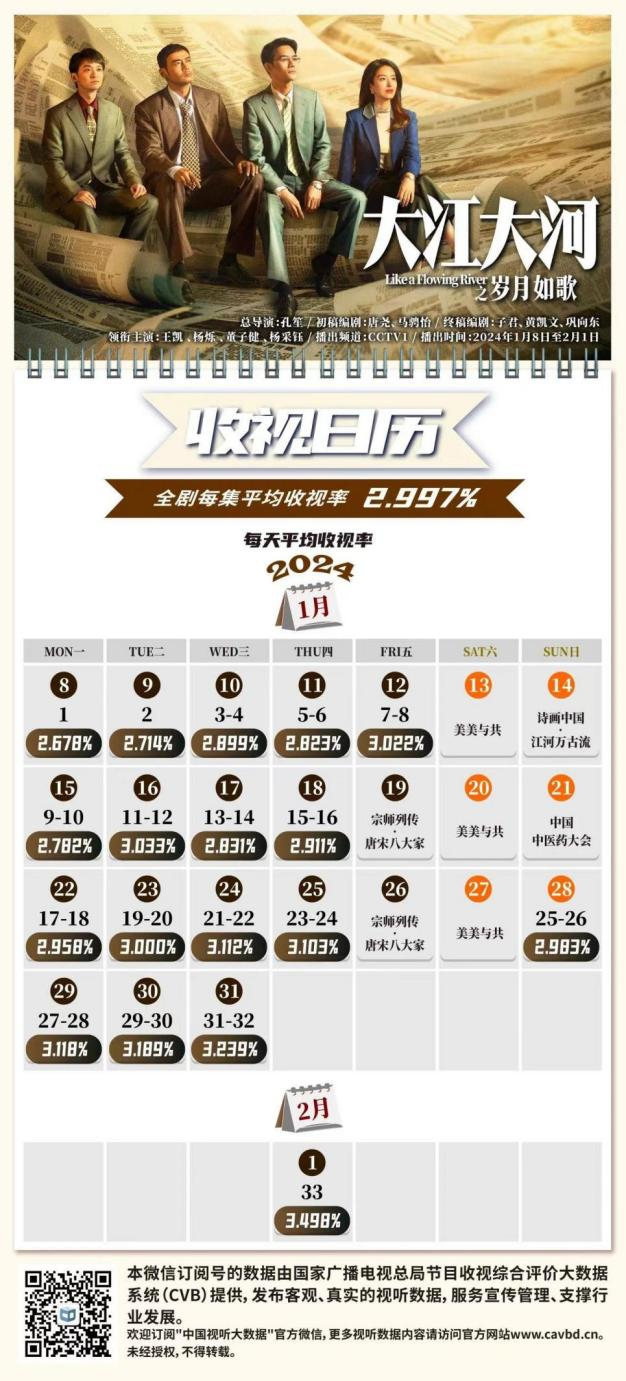 大江大河
Like a Flowing River
之岁月如歌
总导演:孔笙 / 初稿编剧:唐尧、马骋怡 / 终稿编剧:子君、黄凯文、巩向东
领衔主演:王凯、杨烁、董子健、杨采钰 / 播出频道:CCTV1 / 播出时间:2024年1月8日至2月1日
收视日历
全剧每集平均收视率 2.997%
每天平均收视率
2024
1月
MON一 TUE二 WED三 THU四 FRI五 SAT六 SUN日
8 9 10 11 12 13 14
1 2 3-4 5-6 7-8 美美与共 诗画中国·江河万古流
2.678% 2.714% 2.899% 2.823% 3.022%
15 16 17 18 19 20 21
9-10 11-12 13-14 15-16 宗师列传·唐宋八大家 美美与共 中国中医药大会
2.782% 3.033% 2.831% 2.911%
22 23 24 25 26 27 28
17-18 19-20 21-22 23-24 宗师列传·唐宋八大家 美美与共 25-26
2.958% 3.000% 3.112% 3.103% 2.983%
29 30 31
27-28 29-30 31-32
3.118% 3.189% 3.239%
2月
1
33
3.498%
本微信订阅号的数据由国家广播电视总局节目收视综合评价大数据
系统(CVB)提供,发布客观、真实的视听数据,服务宣传管理、支撑行
业发展。
欢迎订阅"中国视听大数据"官方微信,更多视听数据内容请访问官方网站www.cavbd.cn。
未经授权,不得转载。